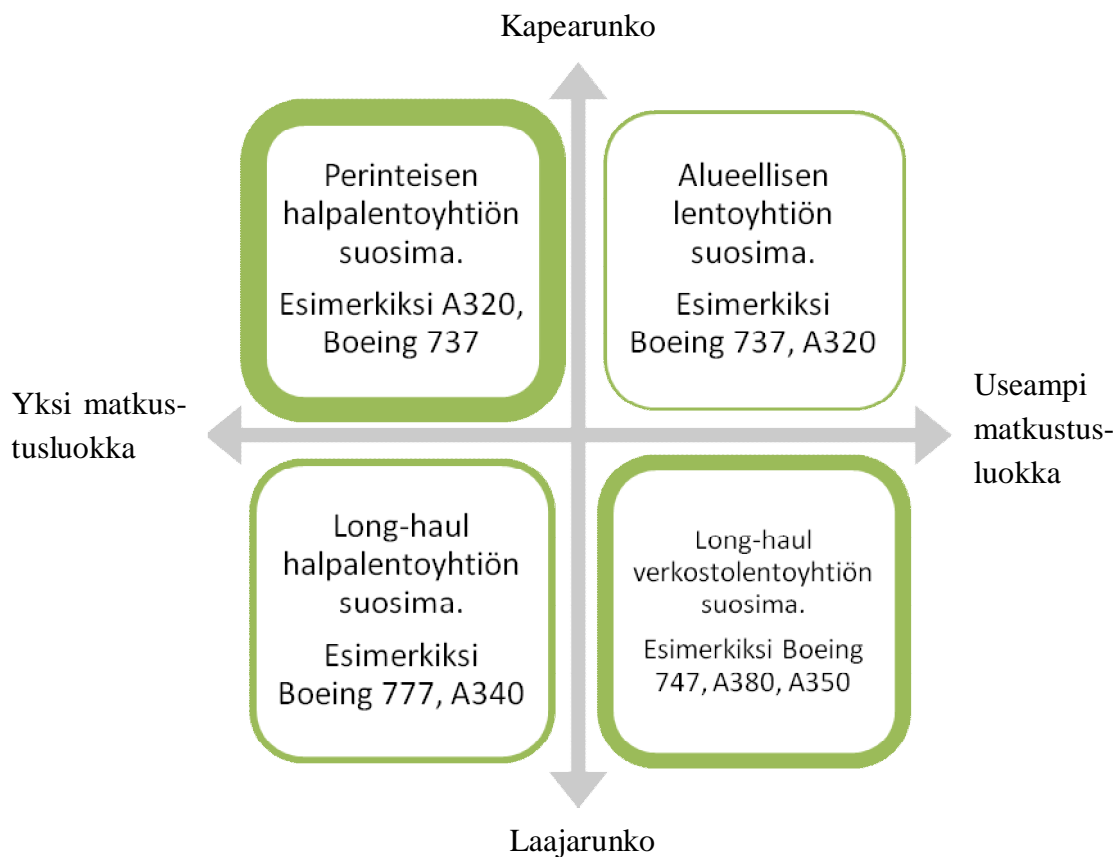 Kapearunko
Perinteisen
halpalentoyhtiön
suosima.
Esimerkiksi A320,
Boeing 737
Alueellisen
lentoyhtiön
suosima.
Esimerkiksi
Boeing 737, A320
Yksi matkus-
tusluokka
Useampi
matkustus-
luokka
Long-haul
halpalentoyhtiön
suosima.
Esimerkiksi
Boeing 777, A340
Long-haul
verkostolentoyhtiön
suosima.
Esimerkiksi Boeing
747, A380, A350
Laajarunko